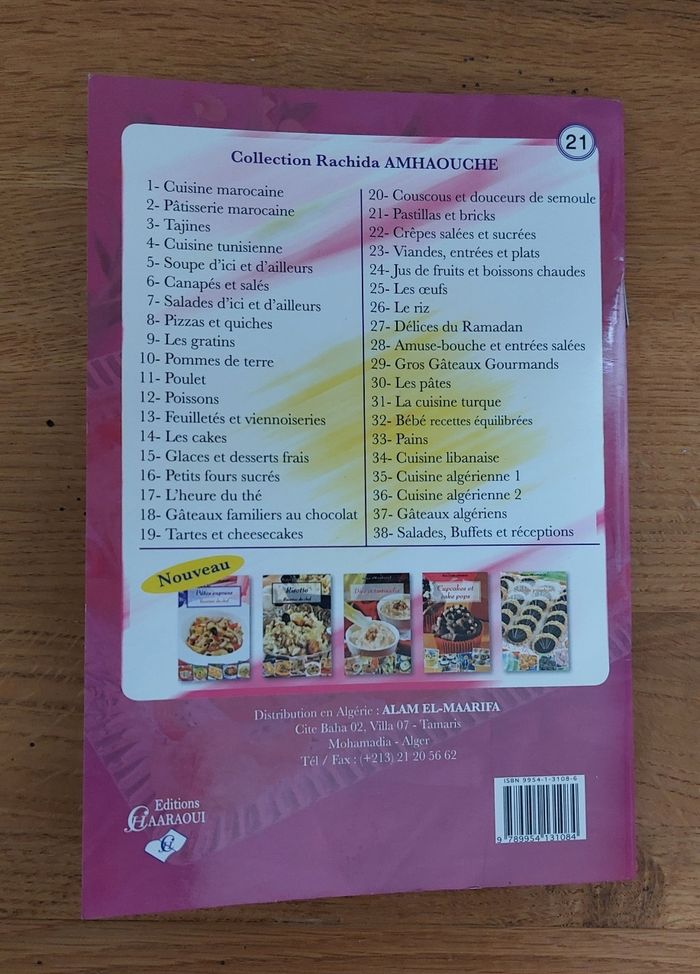 21
Collection Rachida AMHAOUCHE
1- Cuisine marocaine
2- Pâtisserie marocaine
3- Tajines
4- Cuisine tunisienne
5- Soupe d'ici et d'ailleurs
6- Canapés et salés
7- Salades d'ici et d'ailleurs
8- Pizzas et quiches
9- Les gratins
10- Pommes de terre
11- Poulet
12- Poissons
13- Feuilletés et viennoiseries
14- Les cakes
15- Glaces et desserts frais
16- Petits fours sucrés
17- L'heure du thé
18- Gâteaux familiers au chocolat
19- Tartes et cheesecakes
20- Couscous et douceurs de semoule
21- Pastillas et bricks
22- Crêpes salées et sucrées
23- Viandes, entrées et plats
24- Jus de fruits et boissons chaudes
25- Les œufs
26- Le riz
27- Délices du Ramadan
28- Amuse-bouche et entrées salées
29- Gros Gâteaux Gourmands
30- Les pâtes
31- La cuisine turque
32- Bébé recettes équilibrées
33- Pains
34- Cuisine libanaise
35- Cuisine algérienne 1
36- Cuisine algérienne 2
37- Gâteaux algériens
38- Salades, Buffets et réceptions
Nouveau
Pâtes express
Risotto
Cupcakes et
cake pops
Distribution en Algérie : ALAM EL-MAARIFA
Cite Baha 02, Villa 07 - Tamaris
Mohamadia - Alger
Tél / Fax : (+213) 21 20 56 62
Editions
CHAARAOUI
ISBN 9954-1-3108-6
9 789954 131084